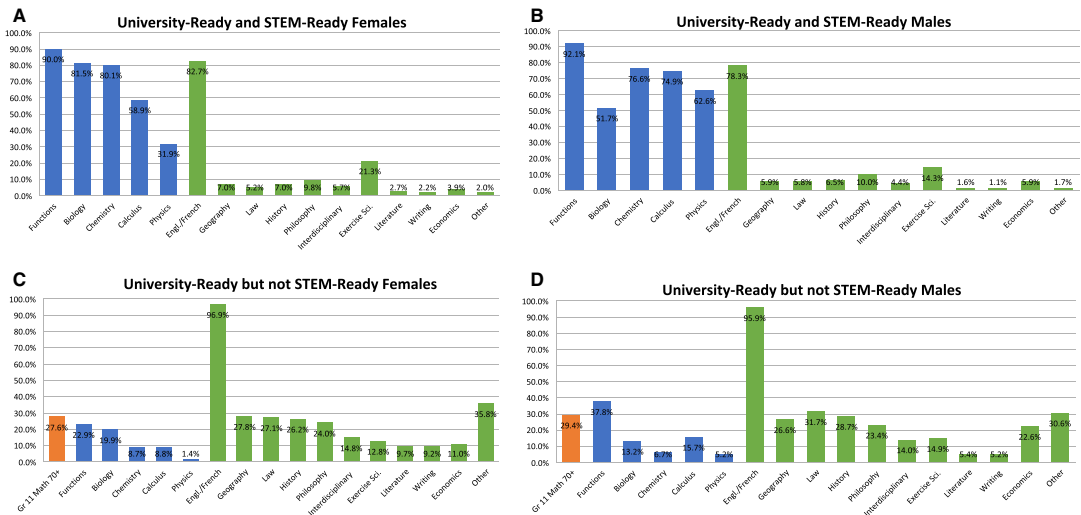 A
University-Ready and STEM-Ready Females
100.0%
90.0%
80.0%
70.0%
60.0%
50.0%
40.0%
30.0%
20.0%
10.0%
0.0%
90.0%
81.5%
80.1%
58.9%
31.9%
82.7%
7.0%
5.2%
7.0%
9.8%
5.7%
21.3%
2.7%
2.2%
3.9%
2.0%
Functions
Biology
Chemistry
Calculus
Physics
Engl./French
Geography
Law
History
Philosophy
Interdisciplinary
Exercise Sci.
Literature
Writing
Economics
Other
B
University-Ready and STEM-Ready Males
100.0%
90.0%
80.0%
70.0%
60.0%
50.0%
40.0%
30.0%
20.0%
10.0%
0.0%
92.1%
51.7%
76.6%
74.9%
62.6%
78.3%
5.9%
5.8%
6.5%
10.0%
4.4%
14.3%
1.6%
1.1%
5.9%
1.7%
Functions
Biology
Chemistry
Calculus
Physics
Engl./French
Geography
Law
History
Philosophy
Interdisciplinary
Exercise Sci.
Literature
Writing
Economics
Other
C
University-Ready but not STEM-Ready Females
100.0%
90.0%
80.0%
70.0%
60.0%
50.0%
40.0%
30.0%
20.0%
10.0%
0.0%
27.6%
22.9%
19.9%
8.7%
8.8%
1.4%
96.9%
27.8%
27.1%
26.2%
24.0%
14.8%
12.8%
9.7%
9.2%
11.0%
35.8%
Gr 11 Math 70+
Functions
Biology
Chemistry
Calculus
Physics
Engl./French
Geography
Law
History
Philosophy
Interdisciplinary
Exercise Sci.
Literature
Writing
Economics
Other
D
University-Ready but not STEM-Ready Males
100.0%
90.0%
80.0%
70.0%
60.0%
50.0%
40.0%
30.0%
20.0%
10.0%
0.0%
29.4%
37.8%
13.2%
6.7%
15.7%
5.2%
95.9%
26.6%
31.7%
28.7%
23.4%
14.0%
14.9%
5.4%
5.2%
22.6%
30.6%
Gr 11 Math 70+
Functions
Biology
Chemistry
Calculus
Physics
Engl./French
Geography
Law
History
Philosophy
Interdisciplinary
Exercise Sci.
Literature
Writing
Economics
Other